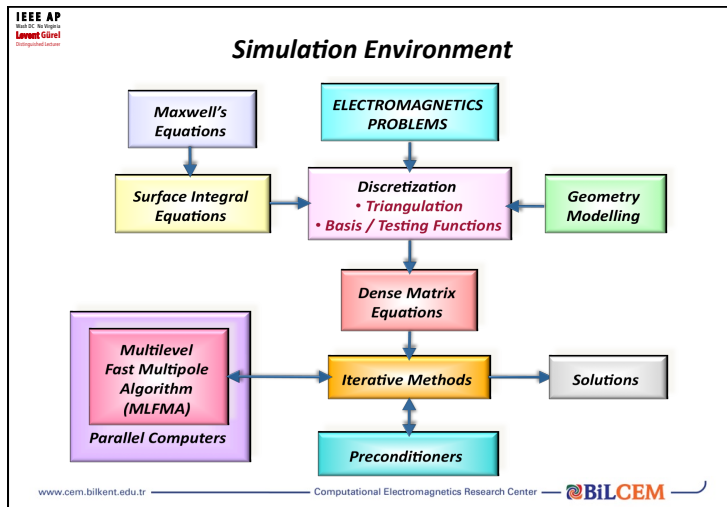 IEEE AP
Wash DC No Virginia
Levent Gürel
Distinguished Lecturer
Simulation Environment
Maxwell's
Equations
ELECTROMAGNETICS
PROBLEMS
Surface Integral
Equations
Discretization
• Triangulation
• Basis / Testing Functions
Geometry
Modelling
Dense Matrix
Equations
Multilevel
Fast Multipole
Algorithm
(MLFMA)
Parallel Computers
Iterative Methods
Solutions
Preconditioners
www.cem.bilkent.edu.tr
Computational Electromagnetics Research Center
BiLCEM